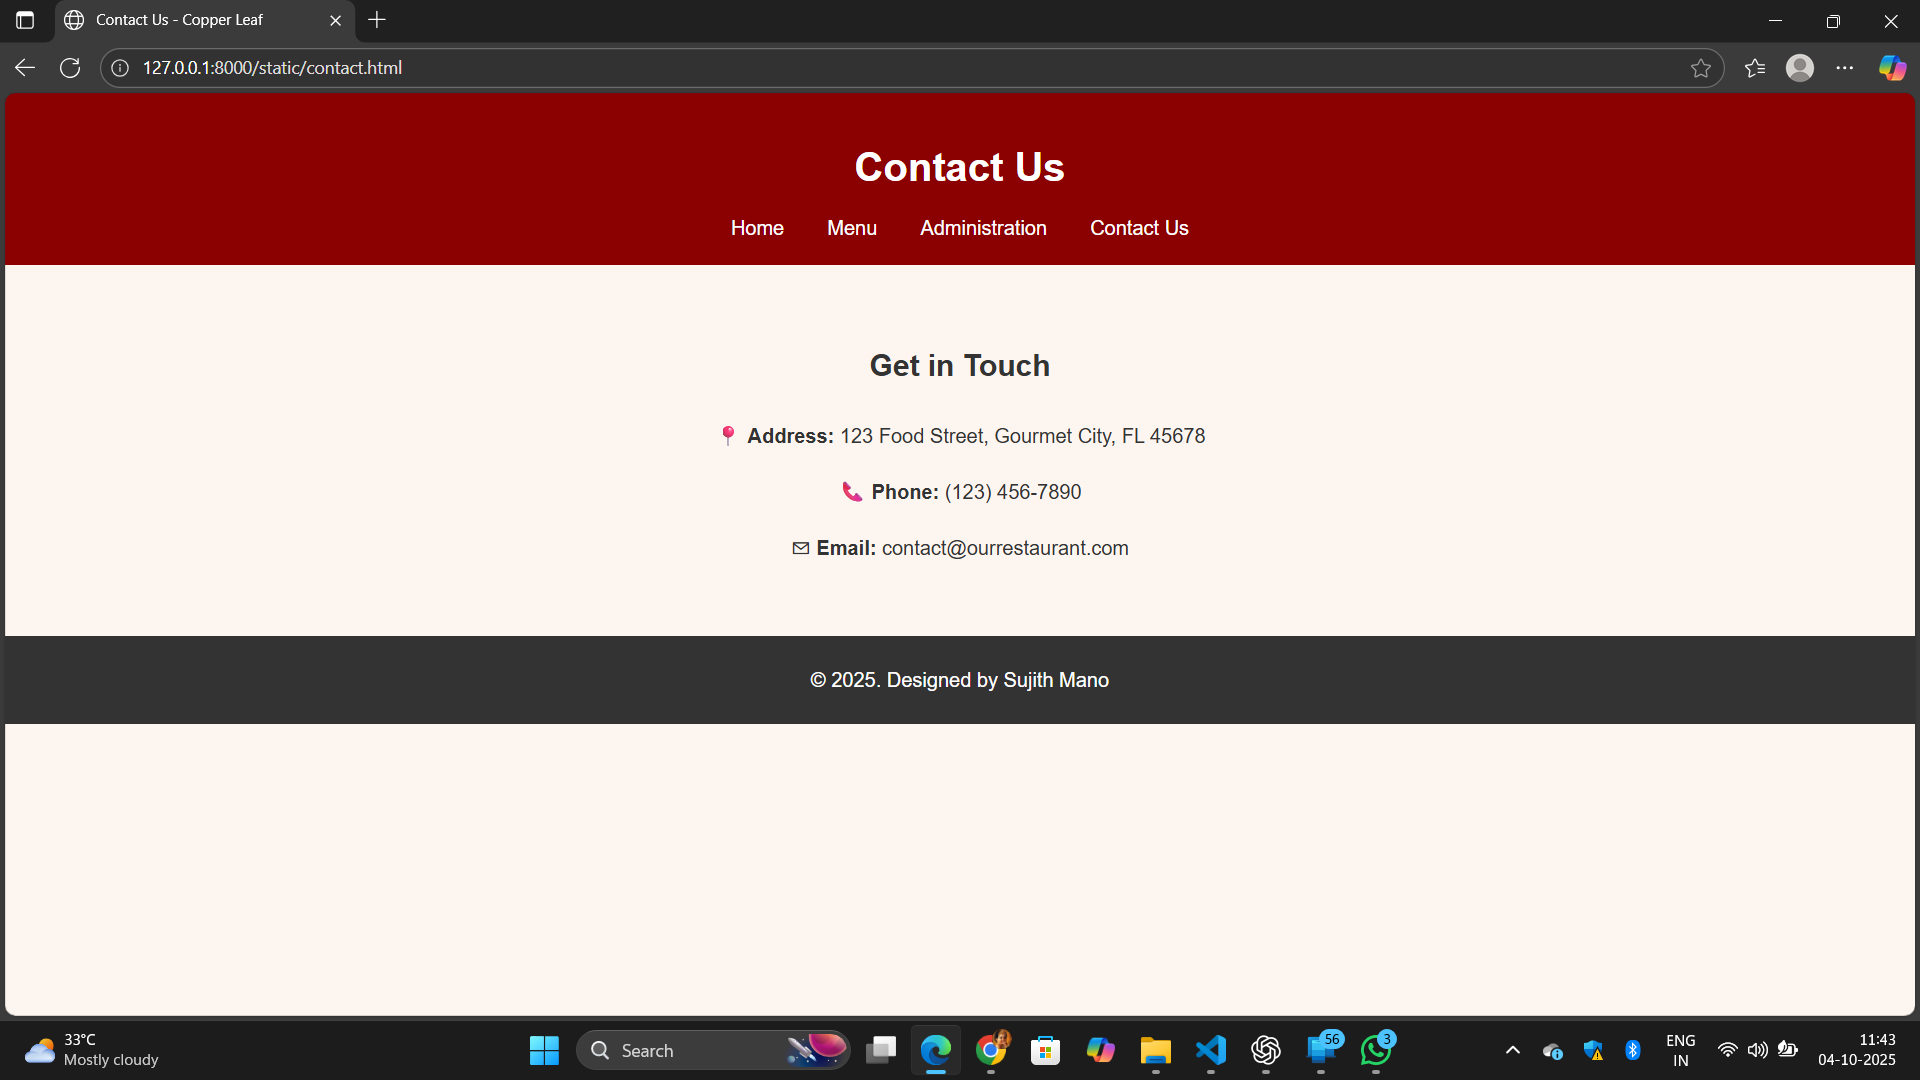 Contact Us - Copper Leaf
127.0.0.1:8000/static/contact.html
Contact Us
Home Menu Administration Contact Us
Get in Touch
📍 Address: 123 Food Street, Gourmet City, FL 45678
📞 Phone: (123) 456-7890
✉ Email: contact@ourrestaurant.com
© 2025. Designed by Sujith Mano
33°C
Mostly cloudy
Search
56
3
ENG
IN
11:43
04-10-2025